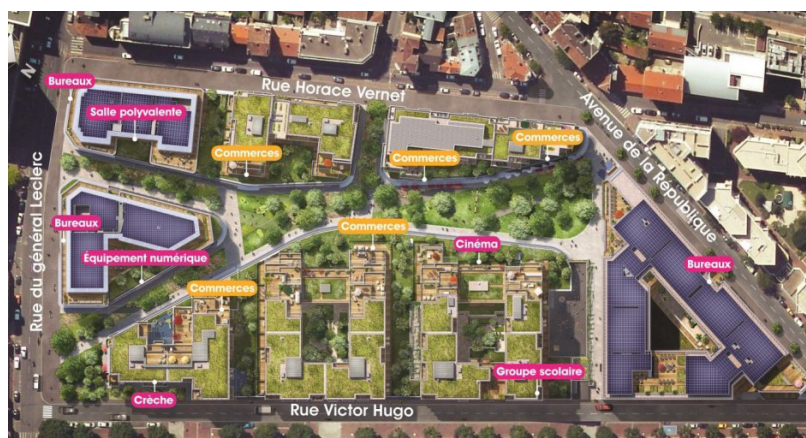 N
Bureaux
Rue Horace Vernet
Salle polyvalente
Commerces
Commerces
Commerces
Avenue de la République
Rue du général Leclerc
Bureaux
Commerces
Équipement numérique
Cinéma
Bureaux
Commerces
Groupe scolaire
Crèche
Rue Victor Hugo